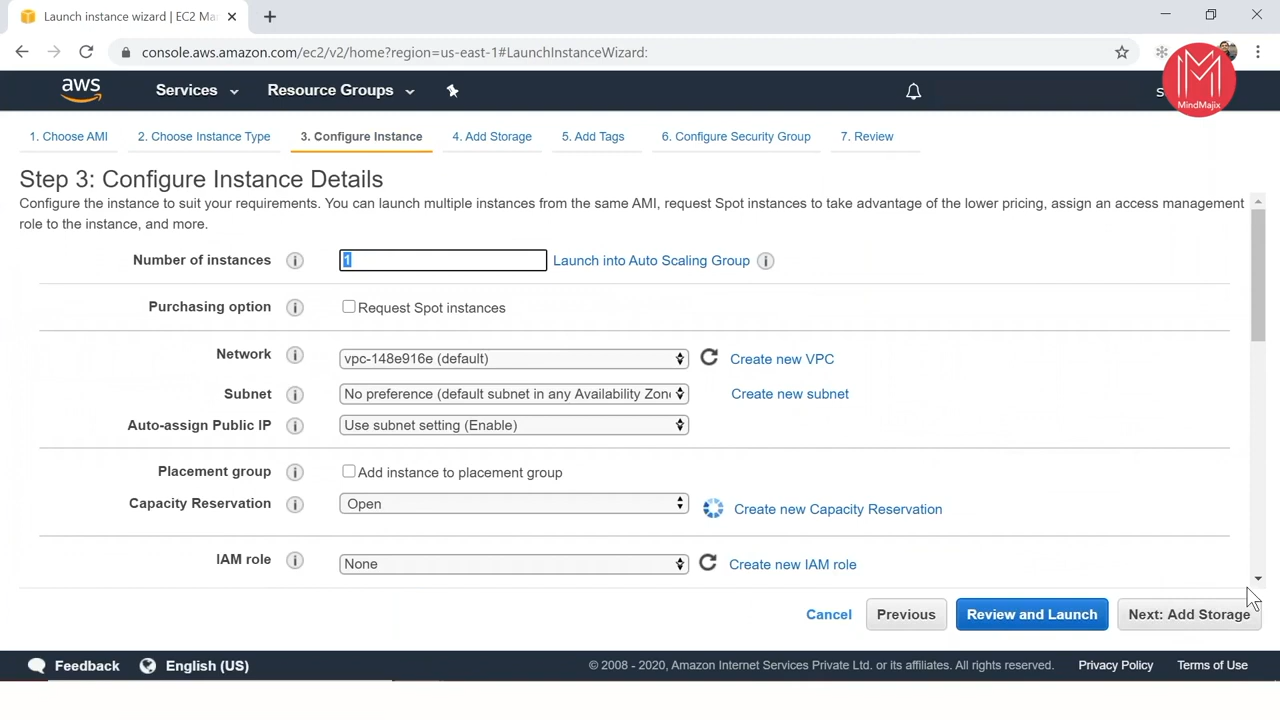 Launch instance wizard | EC2 Ma
console.aws.amazon.com/ec2/v2/home?region=us-east-1#LaunchInstanceWizard:
aws
Services
Resource Groups
S
MindMajix
1. Choose AMI
2. Choose Instance Type
3. Configure Instance
4. Add Storage
5. Add Tags
6. Configure Security Group
7. Review
Step 3: Configure Instance Details
Configure the instance to suit your requirements. You can launch multiple instances from the same AMI, request Spot instances to take advantage of the lower pricing, assign an access management
role to the instance, and more.
Number of instances
1
Launch into Auto Scaling Group
Purchasing option
Request Spot instances
Network
vpc-148e916e (default)
Create new VPC
Subnet
No preference (default subnet in any Availability Zon
Create new subnet
Auto-assign Public IP
Use subnet setting (Enable)
Placement group
Add instance to placement group
Capacity Reservation
Open
Create new Capacity Reservation
IAM role
None
Create new IAM role
Cancel
Previous
Review and Launch
Next: Add Storage
Feedback
English (US)
© 2008 - 2020, Amazon Internet Services Private Ltd. or its affiliates. All rights reserved.
Privacy Policy
Terms of Use